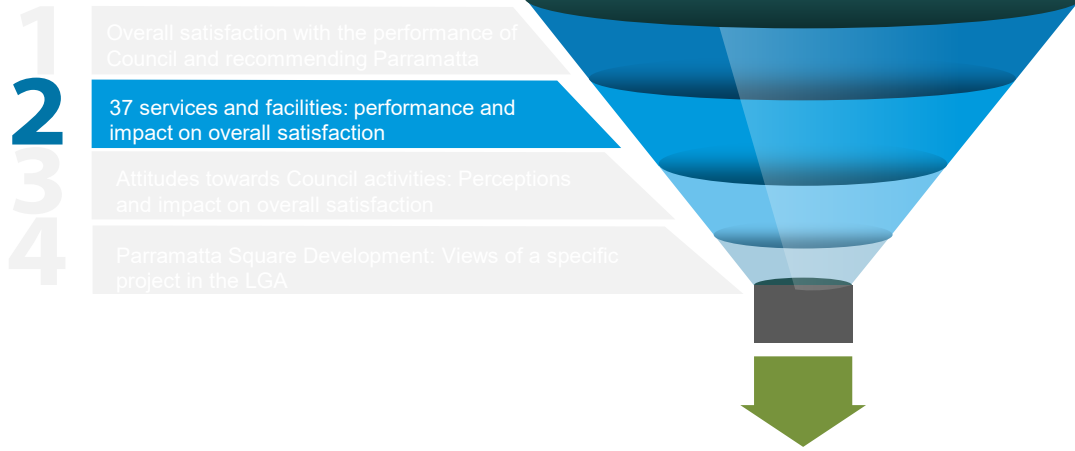 1
Overall satisfaction with the performance of
Council and recommending Parramatta
2
37 services and facilities: performance and
impact on overall satisfaction
3
Attitudes towards Council activities: Perceptions
and impact on overall satisfaction
4
Parramatta Square Development: Views of a specific
project in the LGA